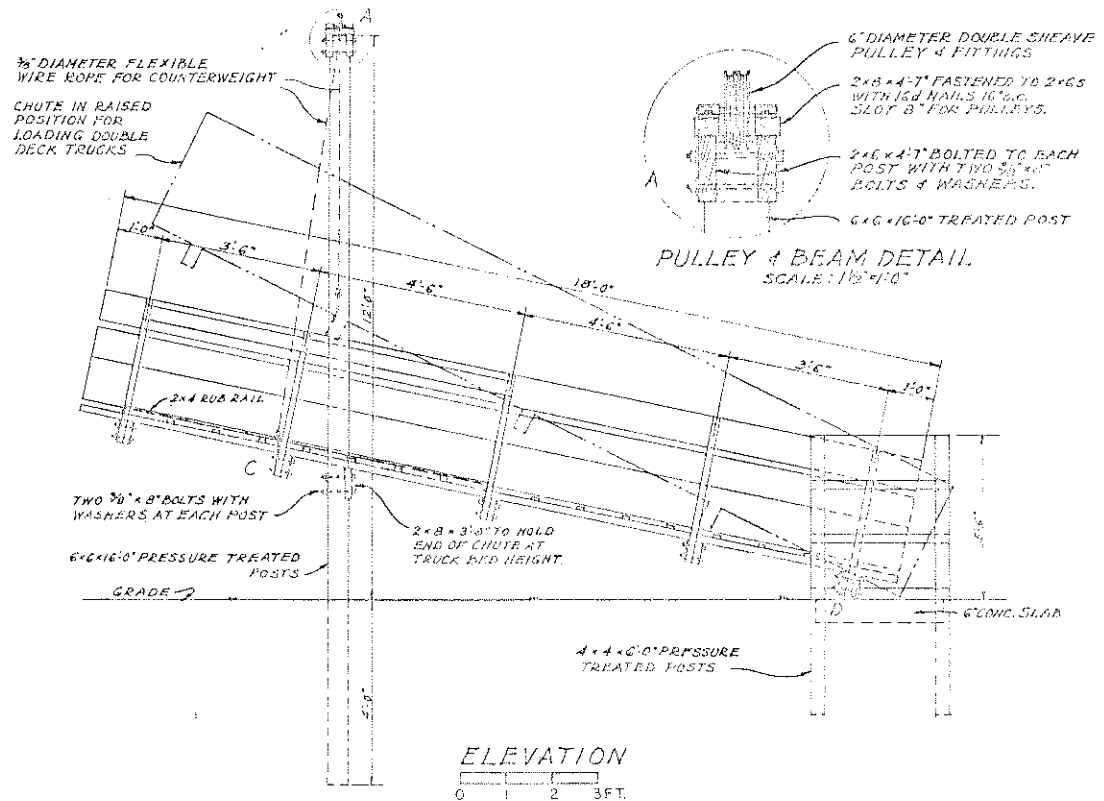 A
T
3/8" DIAMETER FLEXIBLE
WIRE ROPE FOR COUNTERWEIGHT
CHUTE IN RAISED
POSITION FOR
LOADING DOUBLE
DECK TRUCKS
6" DIAMETER DOUBLE SHEAVE
PULLEY & FITTINGS
2×8×4'-7" FASTENED TO 2×6S
WITH 16d NAILS 16" o.c.
SLOT 8" FOR PULLEYS.
2×6×4'-7" BOLTED TO EACH
POST WITH TWO
BOLTS & WASHERS.
A
6×6×16'-0" TREATED POST
PULLEY & BEAM DETAIL
SCALE: 1 1/2"=1'-0"
1'-0"
3'-6"
4'-6"
18'-0"
4'-6"
3'-6"
1'-0"
12'-0"
2×4 RUB RAIL
C
TWO 5/8" × 8" BOLTS WITH
WASHERS AT EACH POST
2×8×3'-8" TO HOLD
END OF CHUTE AT
TRUCK BED HEIGHT.
6×6×16'-0" PRESSURE TREATED
POSTS
GRADE
D
6" CONC. SLAB
4×4×6'-0" PRESSURE
TREATED POSTS
4'-0"
ELEVATION
0 1 2 3 FT.